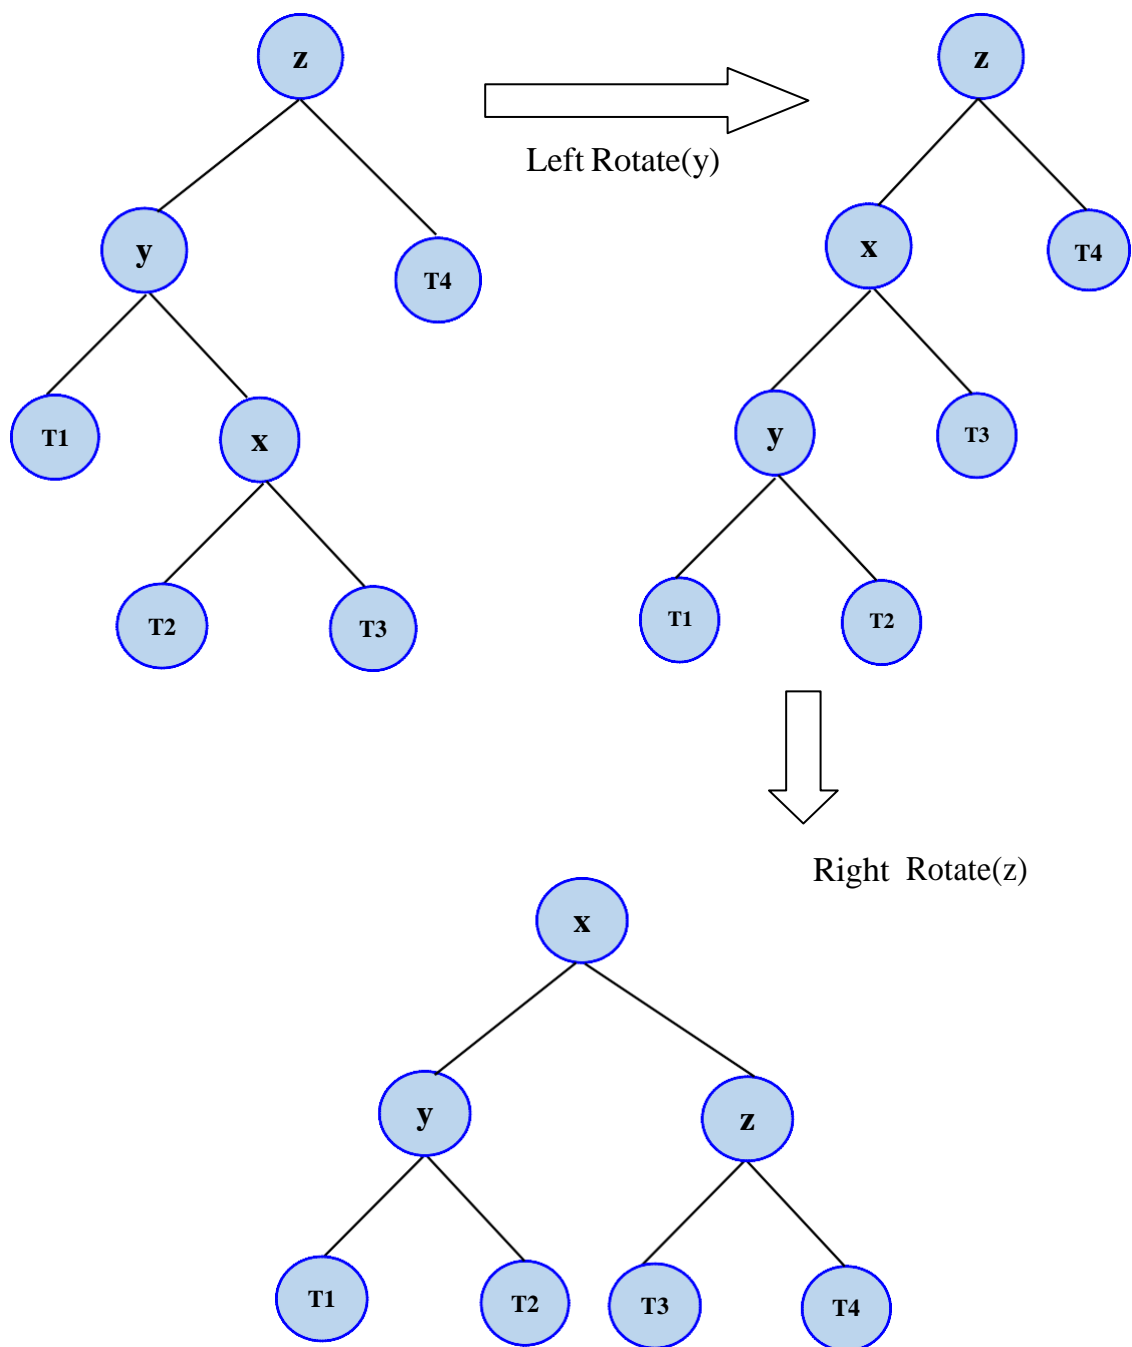 z
z
Left Rotate(y)
y
T4
x
T4
T1
x
y
T3
T2
T3
T1
T2
Right Rotate(z)
x
y
z
T1
T2
T3
T4